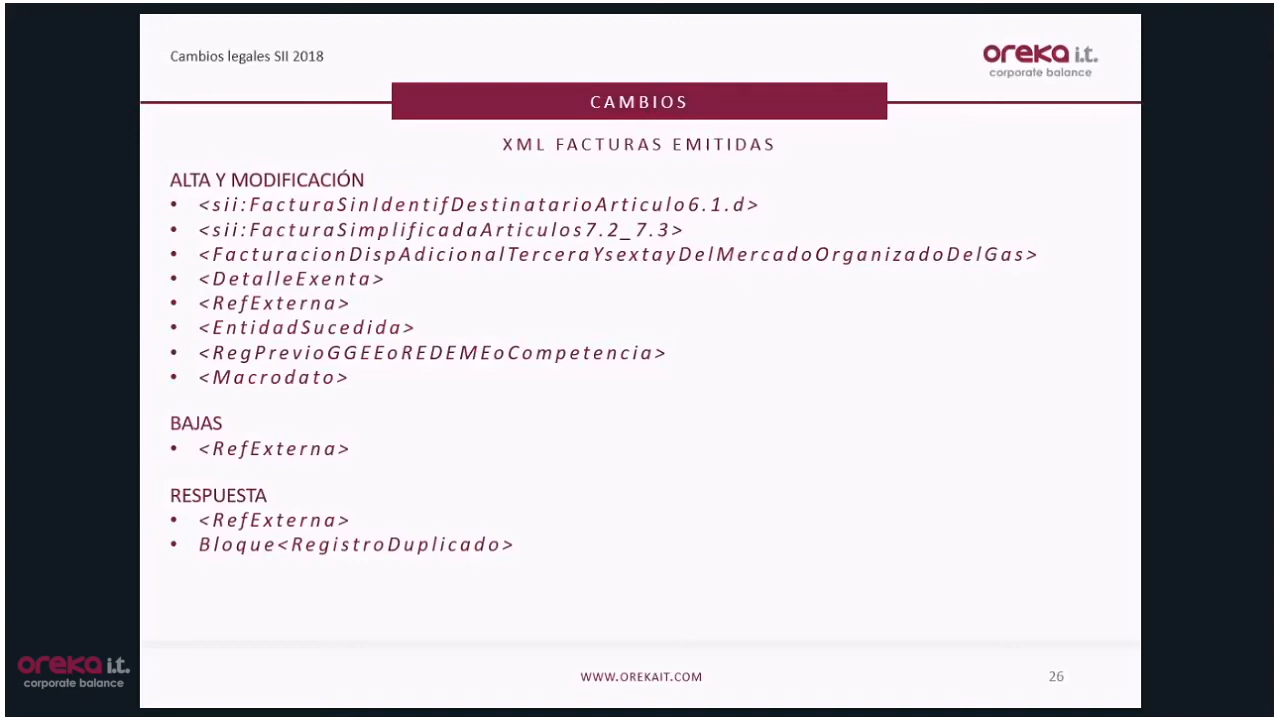 Cambios legales SII 2018
oreka i.t.
corporate balance
CAMBIOS
XML FACTURAS EMITIDAS
ALTA Y MODIFICACIÓN
• <sii:FacturaSinIdentifDestinatarioArticulo6.1.d>
• <sii:FacturaSimplificadaArticulos7.2_7.3>
• <FacturacionDispAdicionalTerceraYsextayDelMercadoOrganizadoDelGas>
• <DetalleExenta>
• <RefExterna>
• <EntidadSucedida>
• <RegPrevioGGEEoREDEMEoCompetencia>
• <Macrodato>
BAJAS
• <RefExterna>
RESPUESTA
• <RefExterna>
• Bloque<RegistroDuplicado>
oreka i.t.
corporate balance
WWW.OREKAIT.COM
26